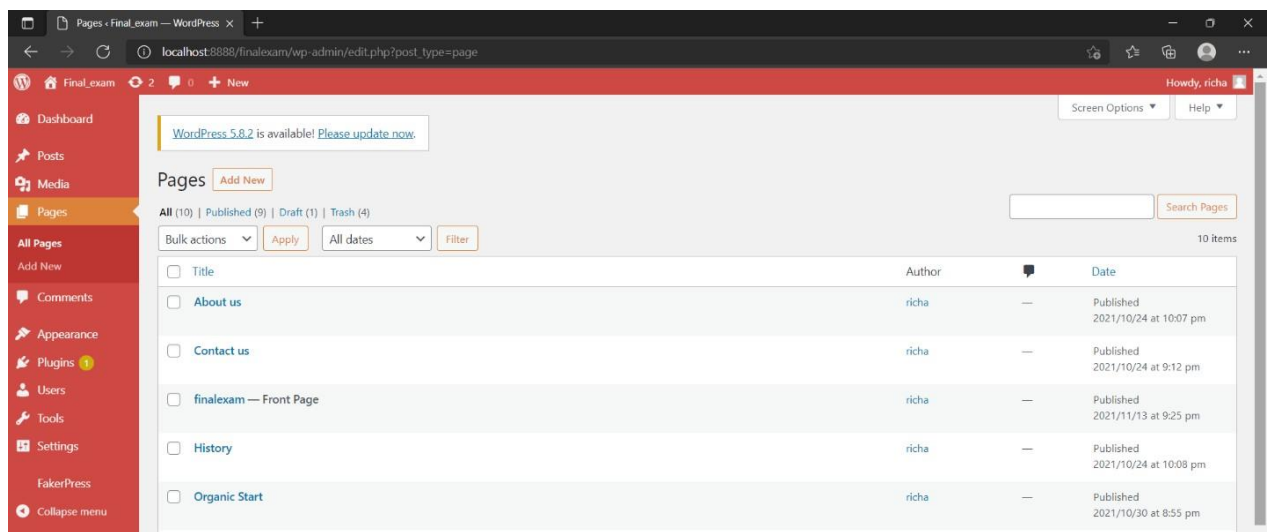 Pages ‹ Final_exam — WordPress
localhost:8888/finalexam/wp-admin/edit.php?post_type=page
Final_exam 2 0 New Howdy, richa
Screen Options Help
Dashboard
Posts
Media
Pages
All Pages
Add New
Comments
Appearance
Plugins 1
Users
Tools
Settings
FakerPress
Collapse menu
WordPress 5.8.2 is available! Please update now.
Pages Add New
All (10) | Published (9) | Draft (1) | Trash (4)
Search Pages
Bulk actions Apply All dates Filter
10 items
Title Author Date
About us richa — Published
2021/10/24 at 10:07 pm
Contact us richa — Published
2021/10/24 at 9:12 pm
finalexam — Front Page richa — Published
2021/11/13 at 9:25 pm
History richa — Published
2021/10/24 at 10:08 pm
Organic Start richa — Published
2021/10/30 at 8:55 pm